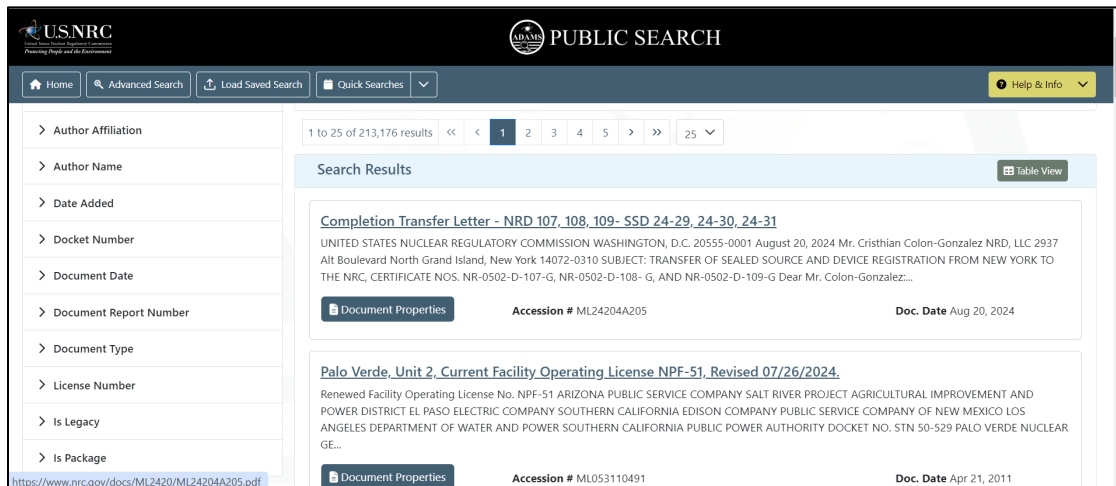 U.S.NRC
United States Nuclear Regulatory Commission
Protecting People and the Environment
ADAMS
PUBLIC SEARCH
Home
Advanced Search
Load Saved Search
Quick Searches
Help & Info
Author Affiliation
Author Name
Date Added
Docket Number
Document Date
Document Report Number
Document Type
License Number
Is Legacy
Is Package
https://www.nrc.gov/docs/ML2420/ML24204A205.pdf
1 to 25 of 213,176 results « < 1 2 3 4 5 > » 25
Search Results
Table View
Completion Transfer Letter - NRD 107, 108, 109- SSD 24-29, 24-30, 24-31
UNITED STATES NUCLEAR REGULATORY COMMISSION WASHINGTON, D.C. 20555-0001 August 20, 2024 Mr. Cristhian Colon-Gonzalez NRD, LLC 2937
Alt Boulevard North Grand Island, New York 14072-0310 SUBJECT: TRANSFER OF SEALED SOURCE AND DEVICE REGISTRATION FROM NEW YORK TO
THE NRC, CERTIFICATE NOS. NR-0502-D-107-G, NR-0502-D-108- G, AND NR-0502-D-109-G Dear Mr. Colon-Gonzalez:...
Document Properties
Accession # ML24204A205
Doc. Date Aug 20, 2024
Palo Verde, Unit 2, Current Facility Operating License NPF-51, Revised 07/26/2024.
Renewed Facility Operating License No. NPF-51 ARIZONA PUBLIC SERVICE COMPANY SALT RIVER PROJECT AGRICULTURAL IMPROVEMENT AND
POWER DISTRICT EL PASO ELECTRIC COMPANY SOUTHERN CALIFORNIA EDISON COMPANY PUBLIC SERVICE COMPANY OF NEW MEXICO LOS
ANGELES DEPARTMENT OF WATER AND POWER SOUTHERN CALIFORNIA PUBLIC POWER AUTHORITY DOCKET NO. STN 50-529 PALO VERDE NUCLEAR
GE...
Document Properties
Accession # ML053110491
Doc. Date Apr 21, 2011